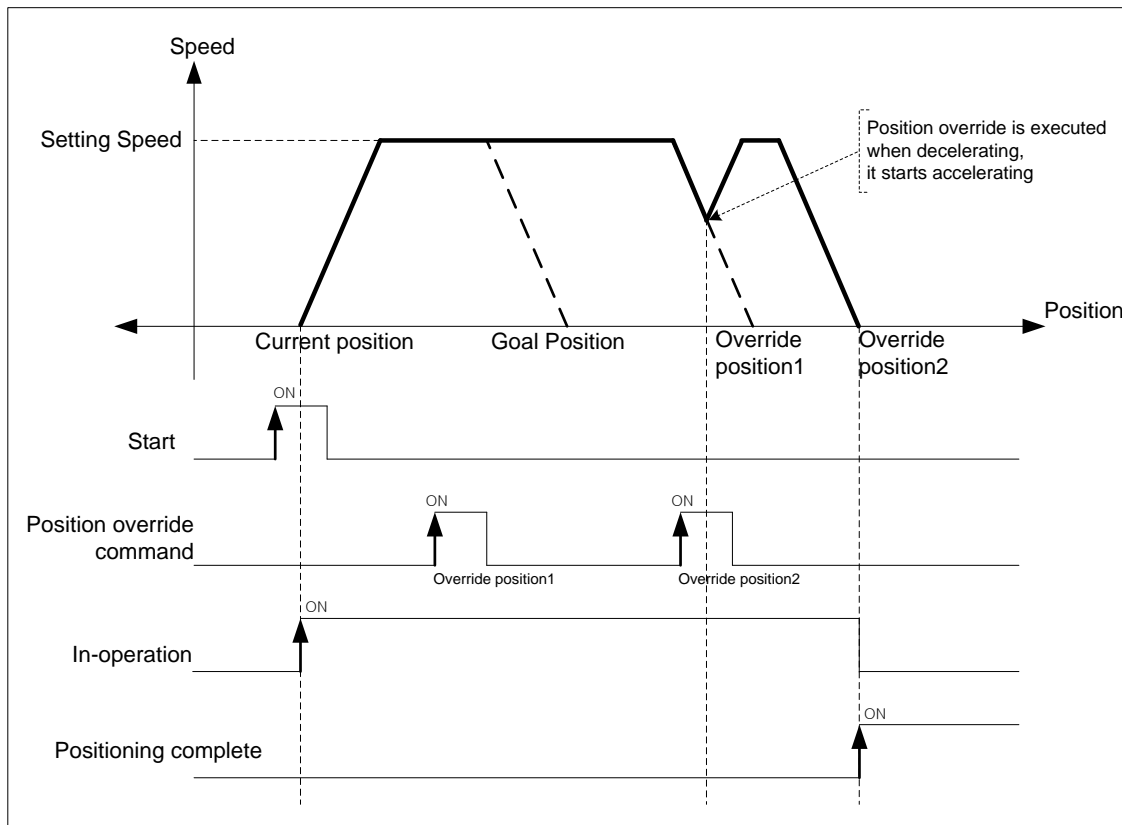 Speed
Setting Speed
Position override is executed
when decelerating,
it starts accelerating
Position
Current position
Goal Position
Override
position1
Override
position2
ON
Start
ON
ON
Position override
command
Override position1
Override position2
ON
In-operation
ON
Positioning complete